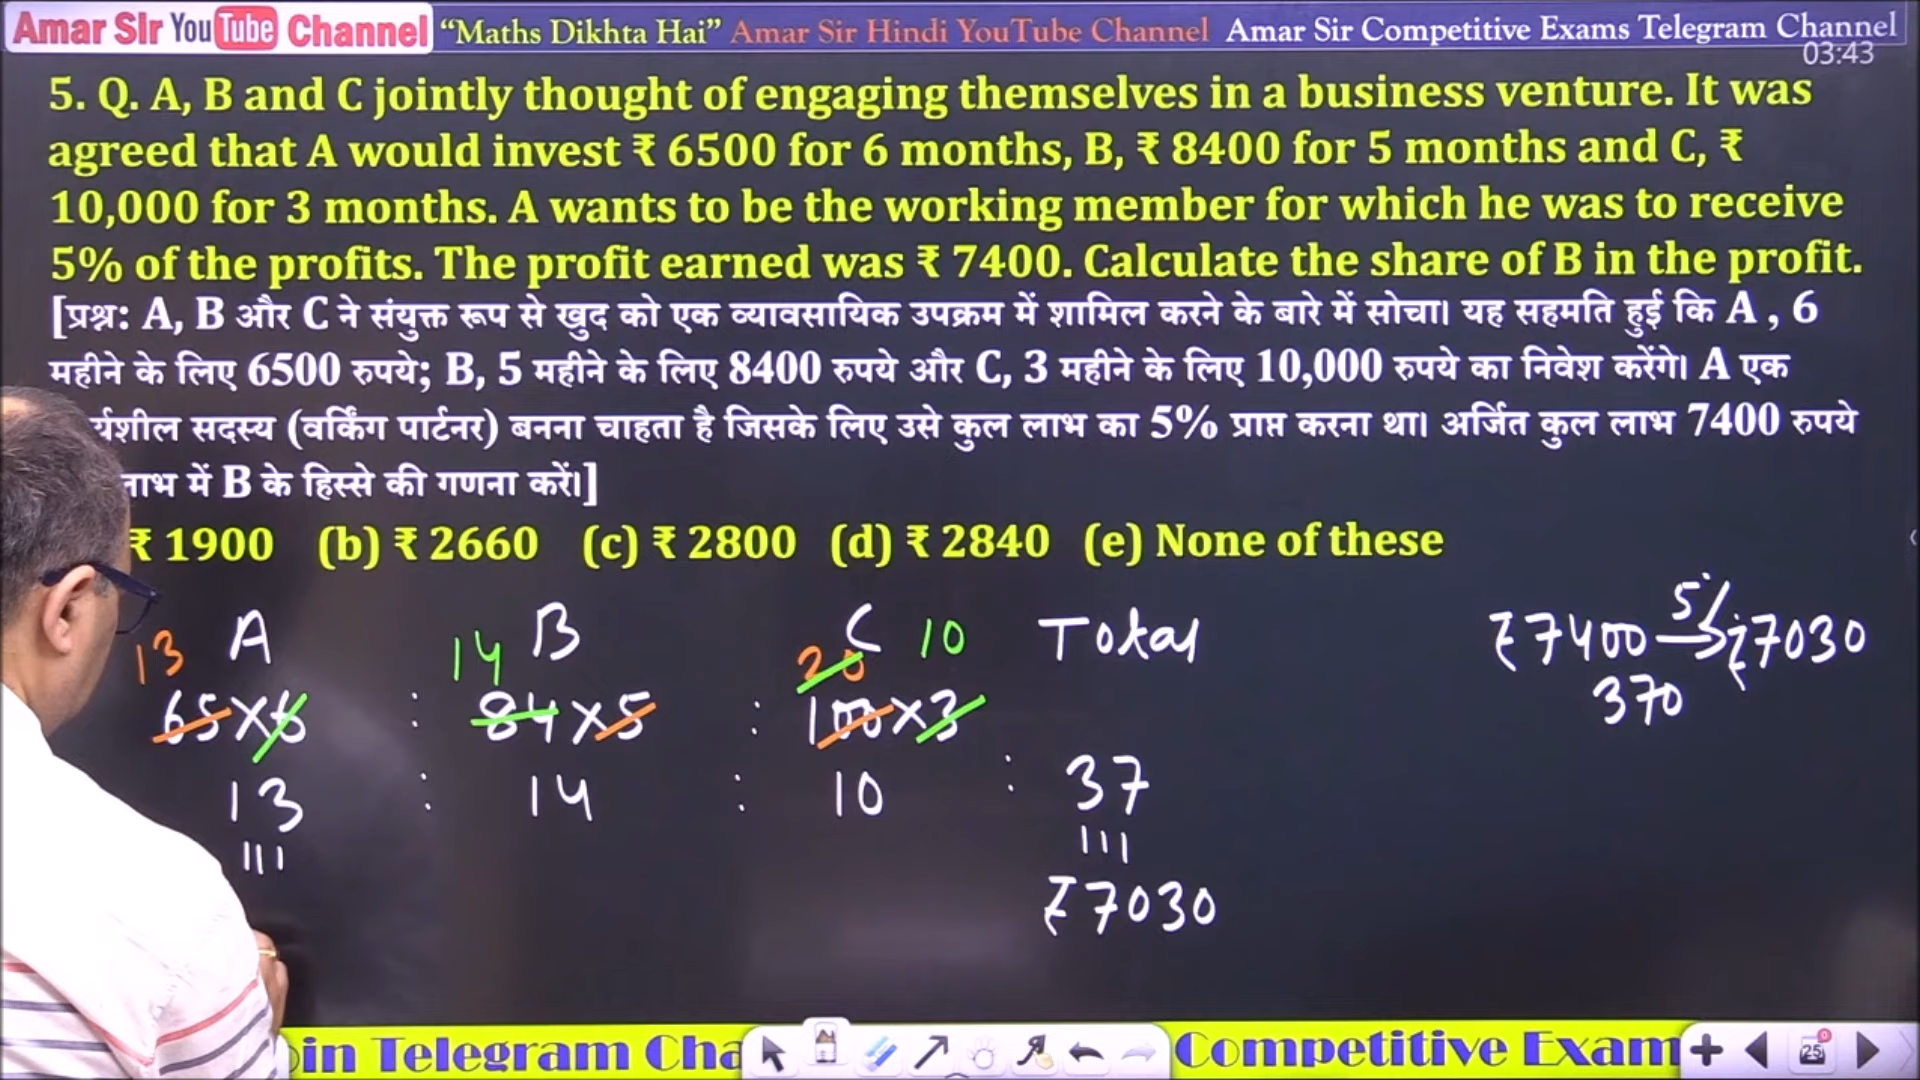 Amar Sir YouTube Channel "Maths Dikhta Hai" Amar Sir Hindi YouTube Channel Amar Sir Competitive Exams Telegram Channel
03:43
5. Q. A, B and C jointly thought of engaging themselves in a business venture. It was
agreed that A would invest ₹ 6500 for 6 months, B, ₹ 8400 for 5 months and C, ₹
10,000 for 3 months. A wants to be the working member for which he was to receive
5% of the profits. The profit earned was ₹ 7400. Calculate the share of B in the profit.
[प्रश्न: A, B और C ने संयुक्त रूप से खुद को एक व्यावसायिक उपक्रम में शामिल करने के बारे में सोचा। यह सहमति हुई कि A , 6
महीने के लिए 6500 रुपये; B, 5 महीने के लिए 8400 रुपये और C, 3 महीने के लिए 10,000 रुपये का निवेश करेंगे। A एक
र्यशील सदस्य (वर्किंग पार्टनर) बनना चाहता है जिसके लिए उसे कुल लाभ का 5% प्राप्त करना था। अर्जित कुल लाभ 7400 रुपये
में B के हिस्से की गणना करें।]
₹ 1900 (b) ₹ 2660 (c) ₹ 2800 (d) ₹ 2840 (e) None of these
A B C Total ₹7400 5% ₹7030
13 14 20 10 370
65×6 : 84×5 : 100×3
13 : 14 : 10 : 37
₹7030
in Telegram Cha Competitive Exam
25